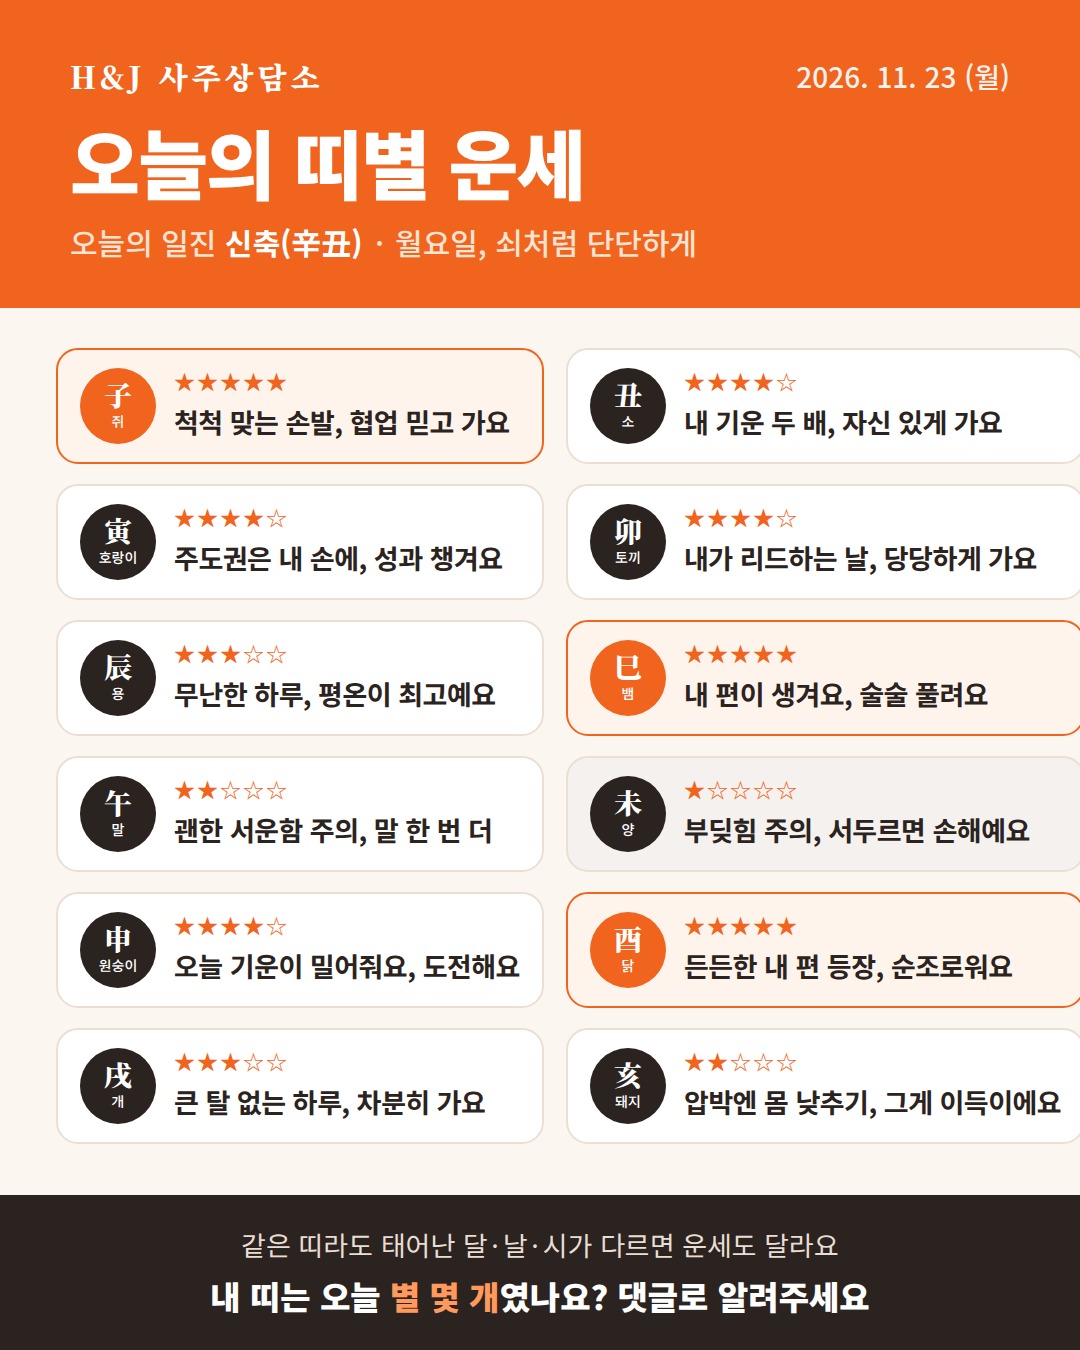 H&J 사주상담소
2026. 11. 23 (월)
오늘의 띠별 운세
오늘의 일진 신축(辛丑) · 월요일, 쇠처럼 단단하게
子
쥐
★★★★★
척척 맞는 손발, 협업 믿고 가요
丑
소
★★★★☆
내 기운 두 배, 자신 있게 가요
寅
호랑이
★★★★☆
주도권은 내 손에, 성과 챙겨요
卯
토끼
★★★★☆
내가 리드하는 날, 당당하게 가요
辰
용
★★★☆☆
무난한 하루, 평온이 최고예요
巳
뱀
★★★★★
내 편이 생겨요, 술술 풀려요
午
말
★★☆☆☆
괜한 서운함 주의, 말 한 번 더
未
양
★☆☆☆☆
부딪힘 주의, 서두르면 손해예요
申
원숭이
★★★★☆
오늘 기운이 밀어줘요, 도전해요
酉
닭
★★★★★
든든한 내 편 등장, 순조로워요
戌
개
★★★☆☆
큰 탈 없는 하루, 차분히 가요
亥
돼지
★★☆☆☆
압박엔 몸 낮추기, 그게 이득이에요
같은 띠라도 태어난 달·날·시가 다르면 운세도 달라요
내 띠는 오늘 별 몇 개였나요? 댓글로 알려주세요